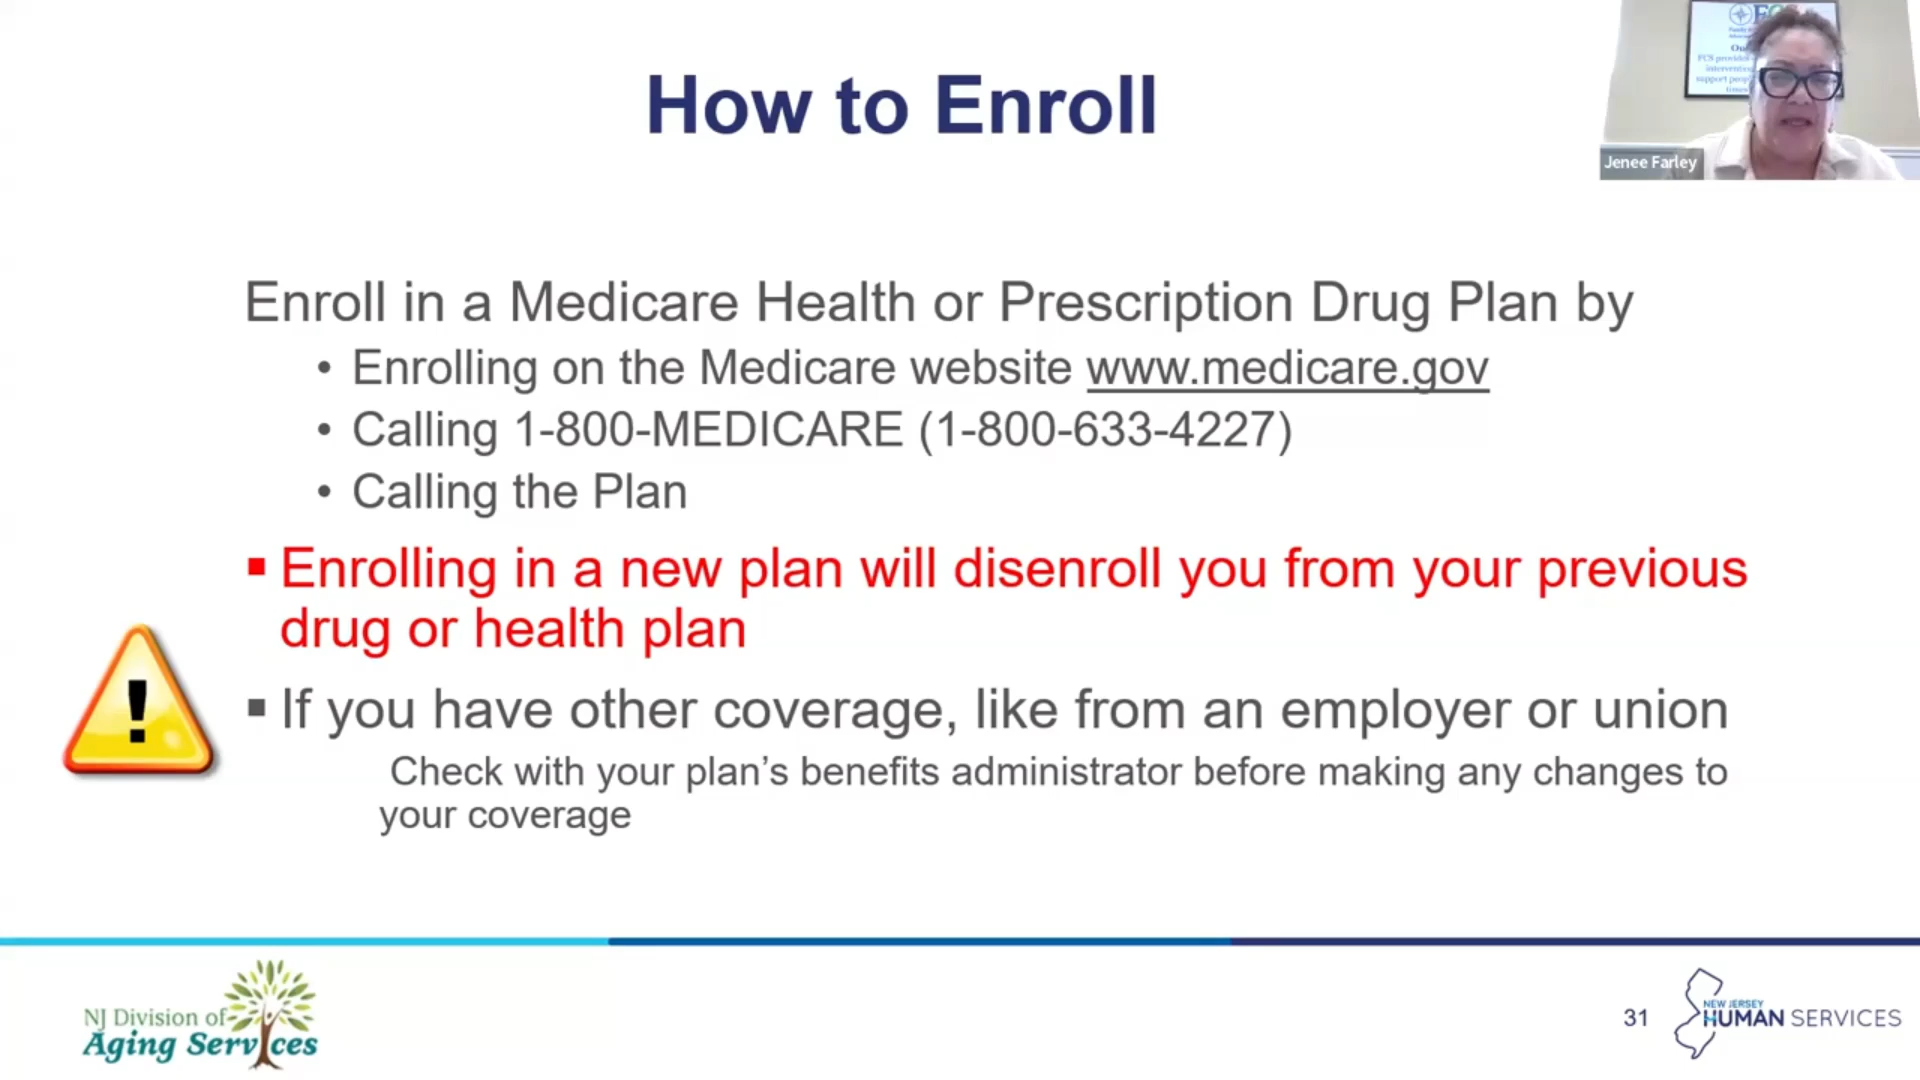 How to Enroll
Jenee Farley
Enroll in a Medicare Health or Prescription Drug Plan by
• Enrolling on the Medicare website www.medicare.gov
• Calling 1-800-MEDICARE (1-800-633-4227)
• Calling the Plan
▪ Enrolling in a new plan will disenroll you from your previous
drug or health plan
!
▪ If you have other coverage, like from an employer or union
Check with your plan’s benefits administrator before making any changes to
your coverage
NJ Division of
Aging Services
31
NEW JERSEY
HUMAN SERVICES